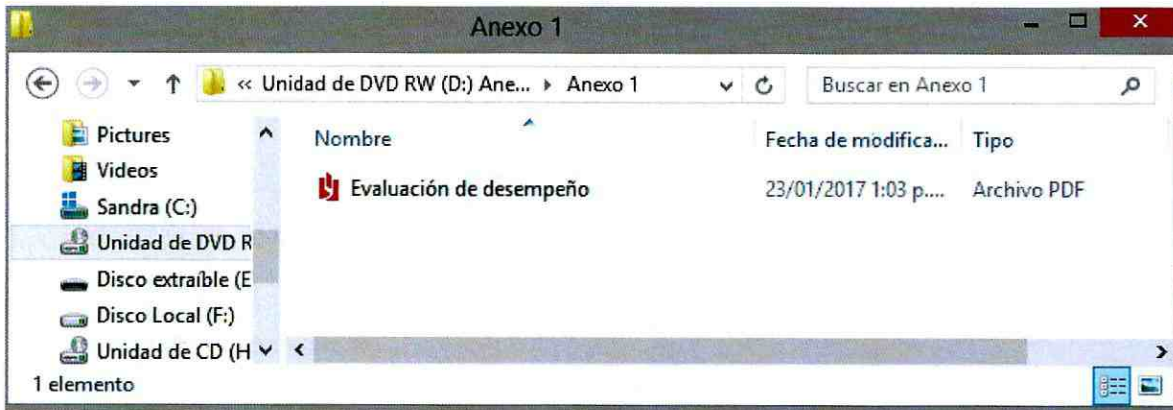 Anexo 1
« Unidad de DVD RW (D:) Ane... ▸ Anexo 1
Buscar en Anexo 1
Pictures
Videos
Sandra (C:)
Unidad de DVD R
Disco extraíble (E
Disco Local (F:)
Unidad de CD (H
Nombre
Fecha de modifica...
Tipo
Evaluación de desempeño
23/01/2017 1:03 p....
Archivo PDF
1 elemento